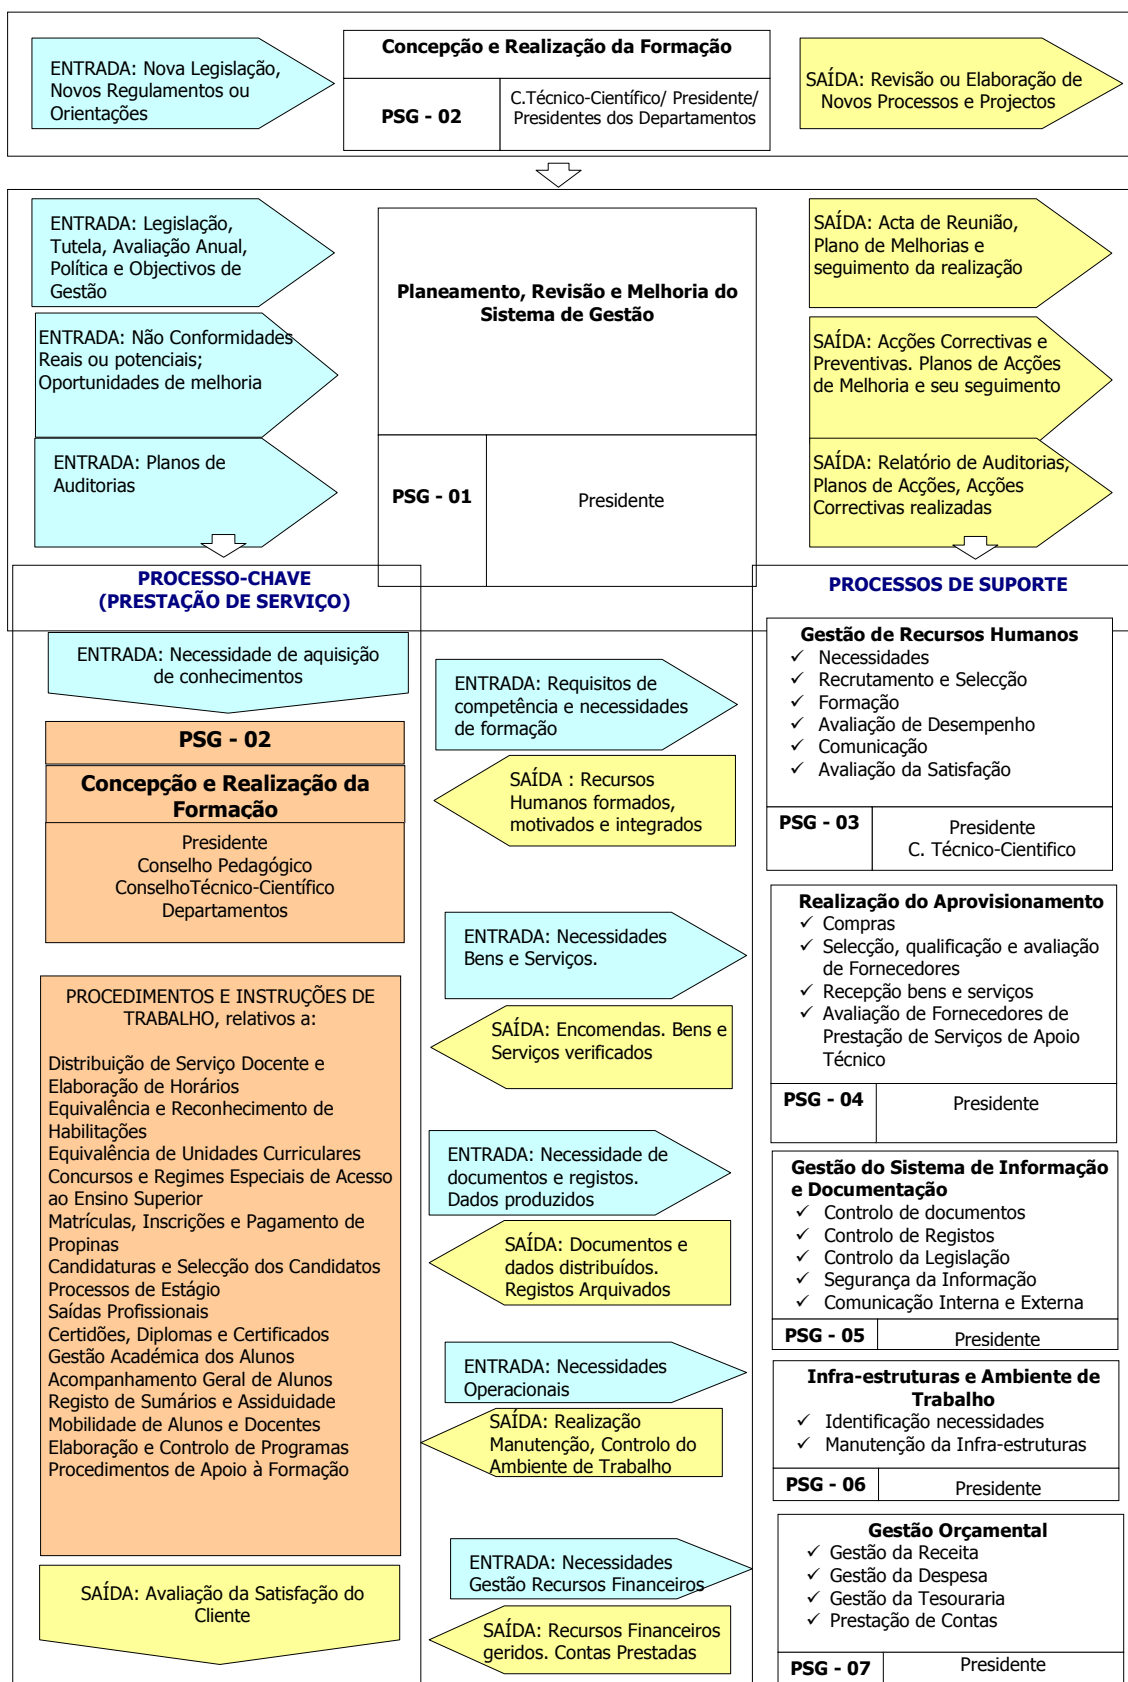 ENTRADA: Nova Legislação,
Novos Regulamentos ou
Orientações
Concepção e Realização da Formação
PSG - 02
C.Técnico-Científico/ Presidente/
Presidentes dos Departamentos
SAÍDA: Revisão ou Elaboração de
Novos Processos e Projectos
ENTRADA: Legislação,
Tutela, Avaliação Anual,
Política e Objectivos de
Gestão
ENTRADA: Não Conformidades
Reais ou potenciais;
Oportunidades de melhoria
ENTRADA: Planos de
Auditorias
Planeamento, Revisão e Melhoria do
Sistema de Gestão
PSG - 01
Presidente
SAÍDA: Acta de Reunião,
Plano de Melhorias e
seguimento da realização
SAÍDA: Acções Correctivas e
Preventivas. Planos de Acções
de Melhoria e seu seguimento
SAÍDA: Relatório de Auditorias,
Planos de Acções, Acções
Correctivas realizadas
PROCESSO-CHAVE
(PRESTAÇÃO DE SERVIÇO)
ENTRADA: Necessidade de aquisição
de conhecimentos
PSG - 02
Concepção e Realização da
Formação
Presidente
Conselho Pedagógico
ConselhoTécnico-Científico
Departamentos
PROCEDIMENTOS E INSTRUÇÕES DE
TRABALHO, relativos a:
Distribuição de Serviço Docente e
Elaboração de Horários
Equivalência e Reconhecimento de
Habilitações
Equivalência de Unidades Curriculares
Concursos e Regimes Especiais de Acesso
ao Ensino Superior
Matrículas, Inscrições e Pagamento de
Propinas
Candidaturas e Selecção dos Candidatos
Processos de Estágio
Saídas Profissionais
Certidões, Diplomas e Certificados
Gestão Académica dos Alunos
Acompanhamento Geral de Alunos
Registo de Sumários e Assiduidade
Mobilidade de Alunos e Docentes
Elaboração e Controlo de Programas
Procedimentos de Apoio à Formação
SAÍDA: Avaliação da Satisfação do
Cliente
ENTRADA: Requisitos de
competência e necessidades
de formação
SAÍDA : Recursos
Humanos formados,
motivados e integrados
ENTRADA: Necessidades
Bens e Serviços.
SAÍDA: Encomendas. Bens e
Serviços verificados
ENTRADA: Necessidade de
documentos e registos.
Dados produzidos
SAÍDA: Documentos e
dados distribuídos.
Registos Arquivados
ENTRADA: Necessidades
Operacionais
SAÍDA: Realização
Manutenção, Controlo do
Ambiente de Trabalho
ENTRADA: Necessidades
Gestão Recursos Financeiros
SAÍDA: Recursos Financeiros
geridos. Contas Prestadas
PROCESSOS DE SUPORTE
Gestão de Recursos Humanos
✓ Necessidades
✓ Recrutamento e Selecção
✓ Formação
✓ Avaliação de Desempenho
✓ Comunicação
✓ Avaliação da Satisfação
PSG - 03
Presidente
C. Técnico-Cientifico
Realização do Aprovisionamento
✓ Compras
✓ Selecção, qualificação e avaliação
de Fornecedores
✓ Recepção bens e serviços
✓ Avaliação de Fornecedores de
Prestação de Serviços de Apoio
Técnico
PSG - 04
Presidente
Gestão do Sistema de Informação
e Documentação
✓ Controlo de documentos
✓ Controlo de Registos
✓ Controlo da Legislação
✓ Segurança da Informação
✓ Comunicação Interna e Externa
PSG - 05
Presidente
Infra-estruturas e Ambiente de
Trabalho
✓ Identificação necessidades
✓ Manutenção da Infra-estruturas
PSG - 06
Presidente
Gestão Orçamental
✓ Gestão da Receita
✓ Gestão da Despesa
✓ Gestão da Tesouraria
✓ Prestação de Contas
PSG - 07
Presidente